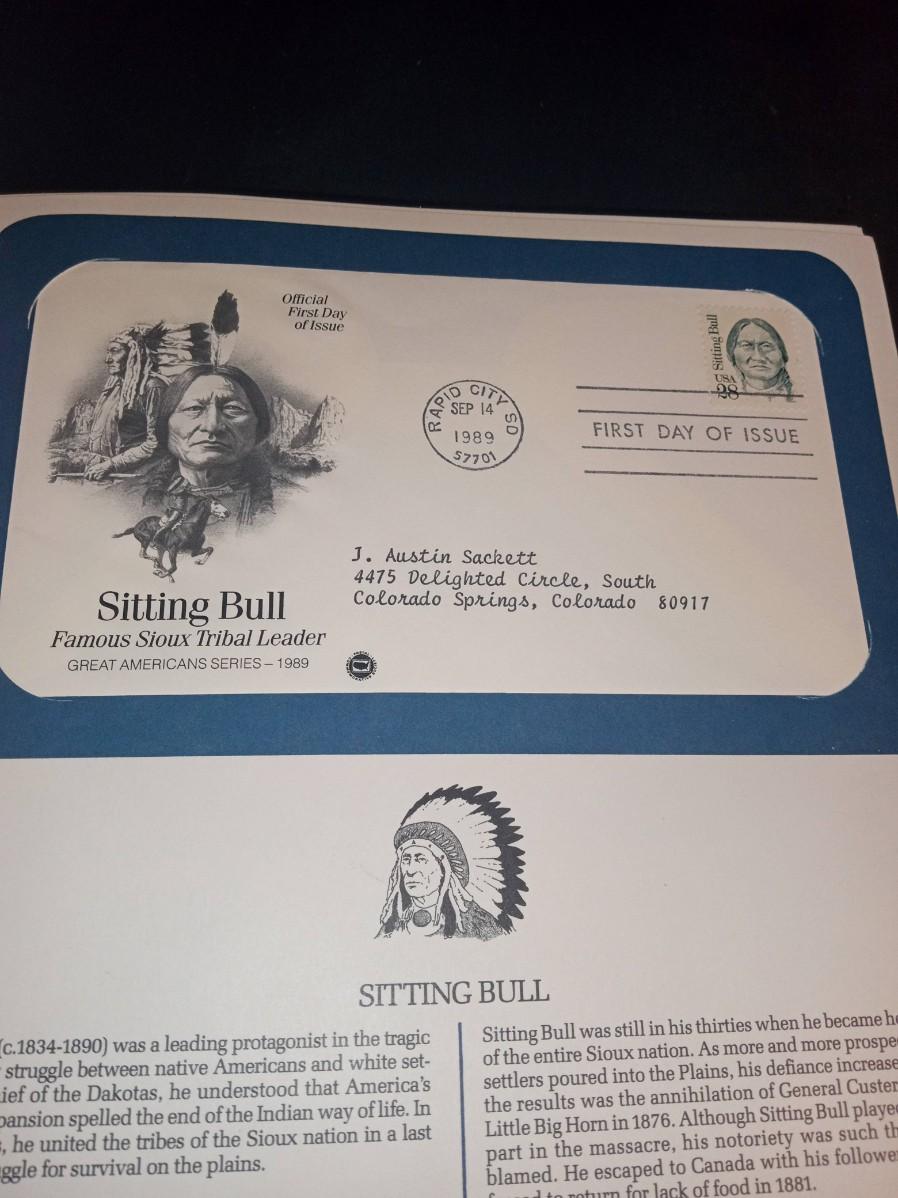 Official
First Day
of Issue
Sitting Bull
USA
28
RAPID CITY SD
SEP 14
1989
57701
FIRST DAY OF ISSUE
J. Austin Sackett
4475 Delighted Circle, South
Colorado Springs, Colorado 80917
Sitting Bull
Famous Sioux Tribal Leader
GREAT AMERICANS SERIES – 1989
SITTING BULL
(c.1834-1890) was a leading protagonist in the tragic
struggle between native Americans and white set-
ief of the Dakotas, he understood that America's
pansion spelled the end of the Indian way of life. In
, he united the tribes of the Sioux nation in a last
ggle for survival on the plains.
Sitting Bull was still in his thirties when he became he
of the entire Sioux nation. As more and more prospe
settlers poured into the Plains, his defiance increase
the results was the annihilation of General Custer
Little Big Horn in 1876. Although Sitting Bull playe
part in the massacre, his notoriety was such th
blamed. He escaped to Canada with his followe
to return for lack of food in 1881.